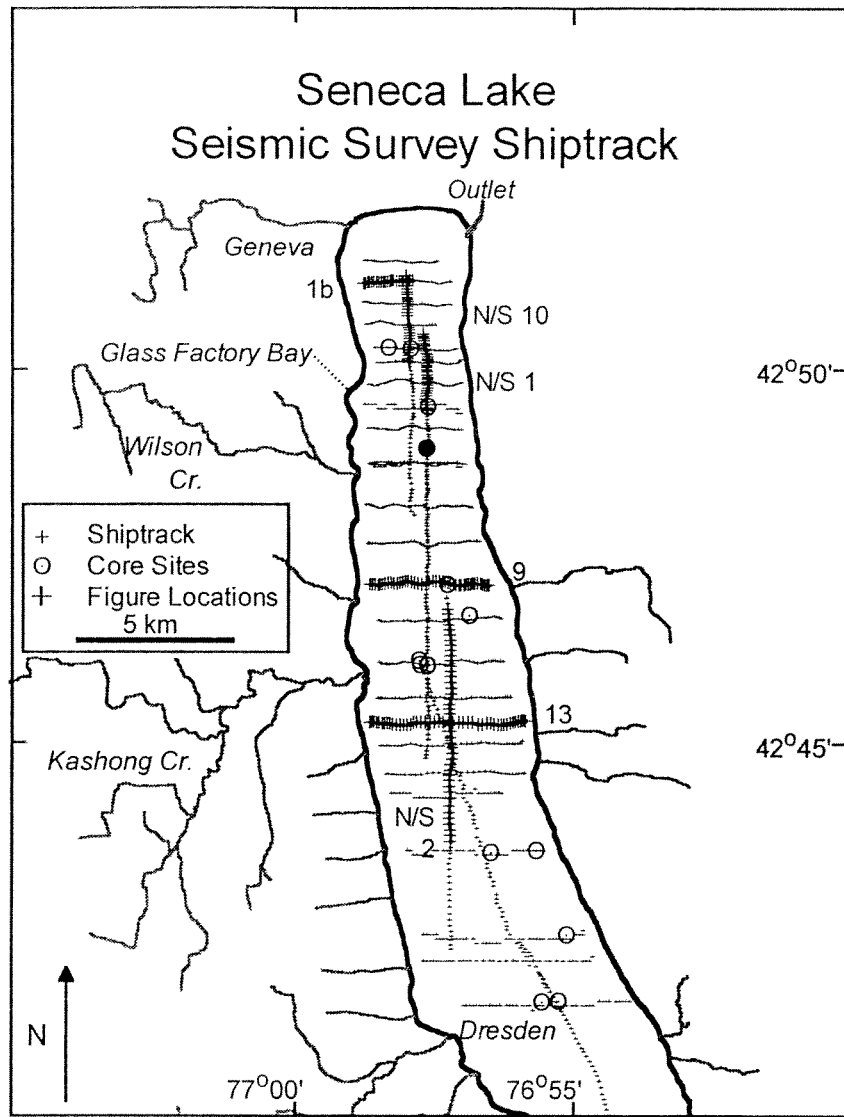 Seneca Lake
Seismic Survey Shiptrack
Outlet
Geneva
1b
N/S 10
Glass Factory Bay
N/S 1
42°50'
Wilson
Cr.
Shiptrack
Core Sites
Figure Locations
5 km
9
13
42°45'
Kashong Cr.
N/S
2
N
Dresden
77°00'
76°55'